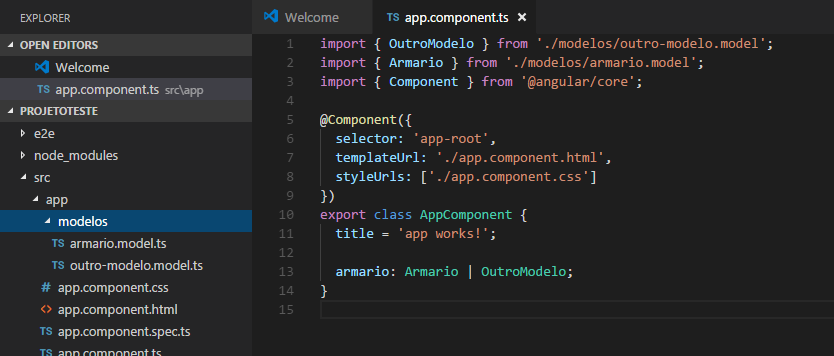 EXPLORER
OPEN EDITORS
Welcome
TS app.component.ts src\app
PROJETOTESTE
e2e
node_modules
src
app
modelos
TS armario.model.ts
TS outro-modelo.model.ts
# app.component.css
<> app.component.html
TS app.component.spec.ts
TS app.component.ts
Welcome
TS app.component.ts ×
1 import { OutroModelo } from './modelos/outro-modelo.model';
2 import { Armario } from './modelos/armario.model';
3 import { Component } from '@angular/core';
4
5 @Component({
6   selector: 'app-root',
7   templateUrl: './app.component.html',
8   styleUrls: ['./app.component.css']
9 })
10 export class AppComponent {
11   title = 'app works!';
12
13   armario: Armario | OutroModelo;
14 }
15